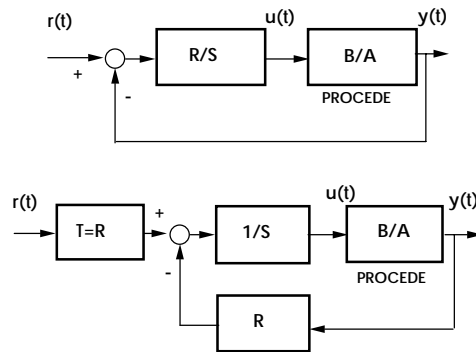 r(t)
u(t)
y(t)
+
R/S
B/A
-
PROCEDE
r(t)
u(t)
y(t)
T=R
+
1/S
B/A
-
PROCEDE
R